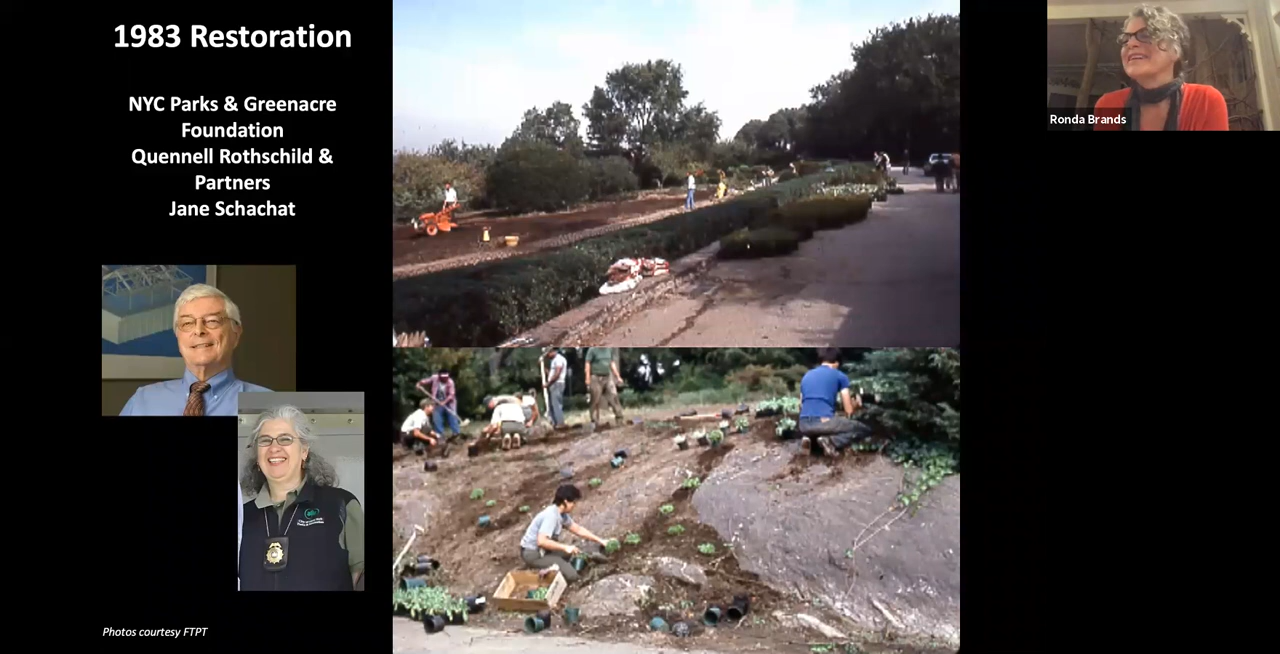 1983 Restoration
NYC Parks & Greenacre
Foundation
Quennell Rothschild &
Partners
Jane Schachat
Photos courtesy FTPT
Ronda Brands